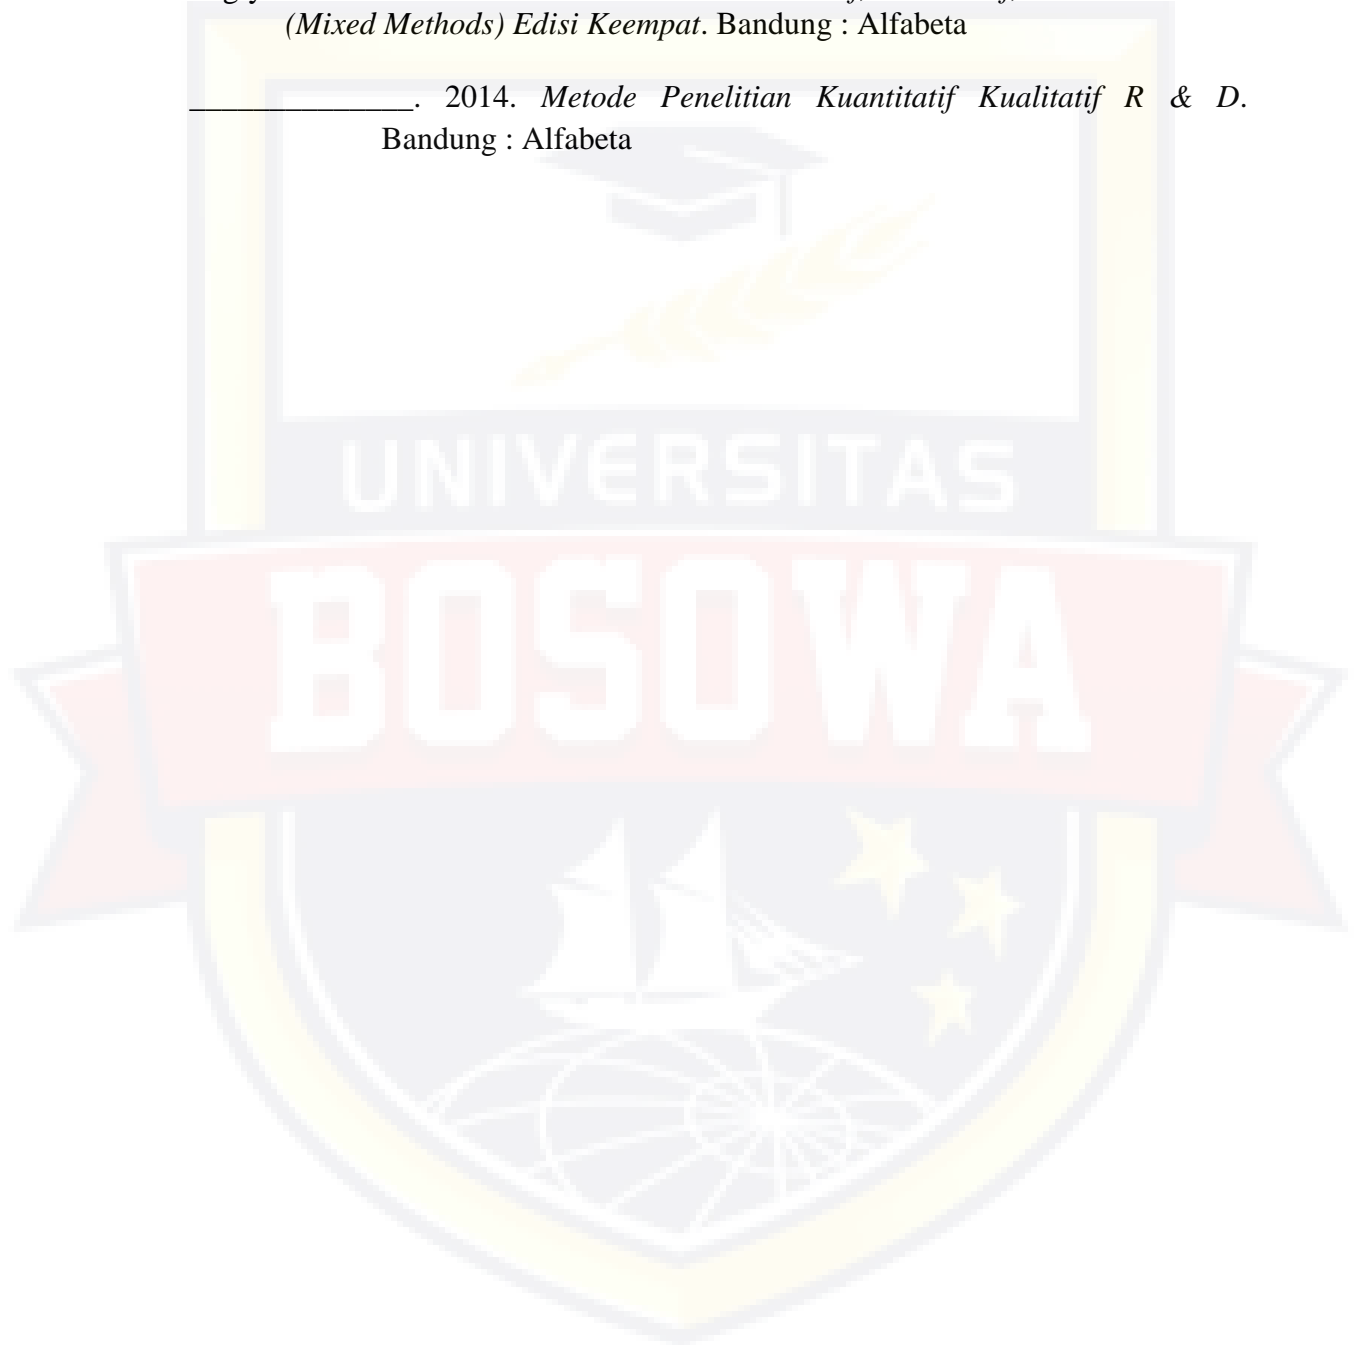 (Mixed Methods) Edisi Keempat. Bandung : Alfabeta
______________. 2014. Metode Penelitian Kuantitatif Kualitatif R & D.
Bandung : Alfabeta
UNIVERSITAS
BOSOWA